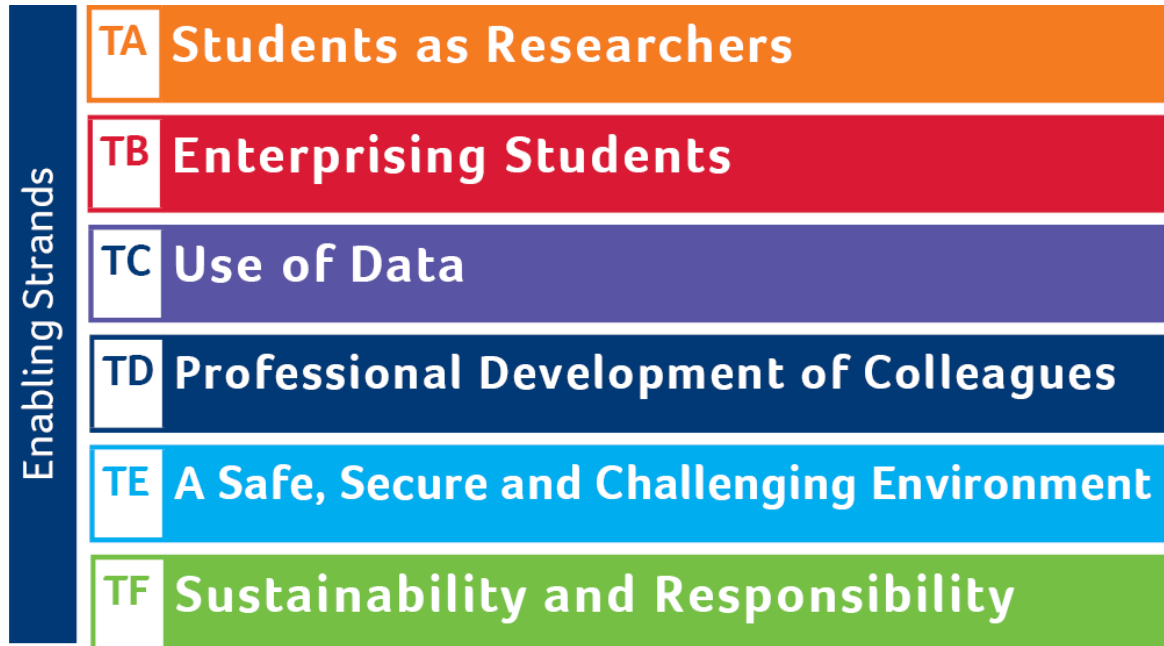 Enabling Strands
TA Students as Researchers
TB Enterprising Students
TC Use of Data
TD Professional Development of Colleagues
TE A Safe, Secure and Challenging Environment
TF Sustainability and Responsibility